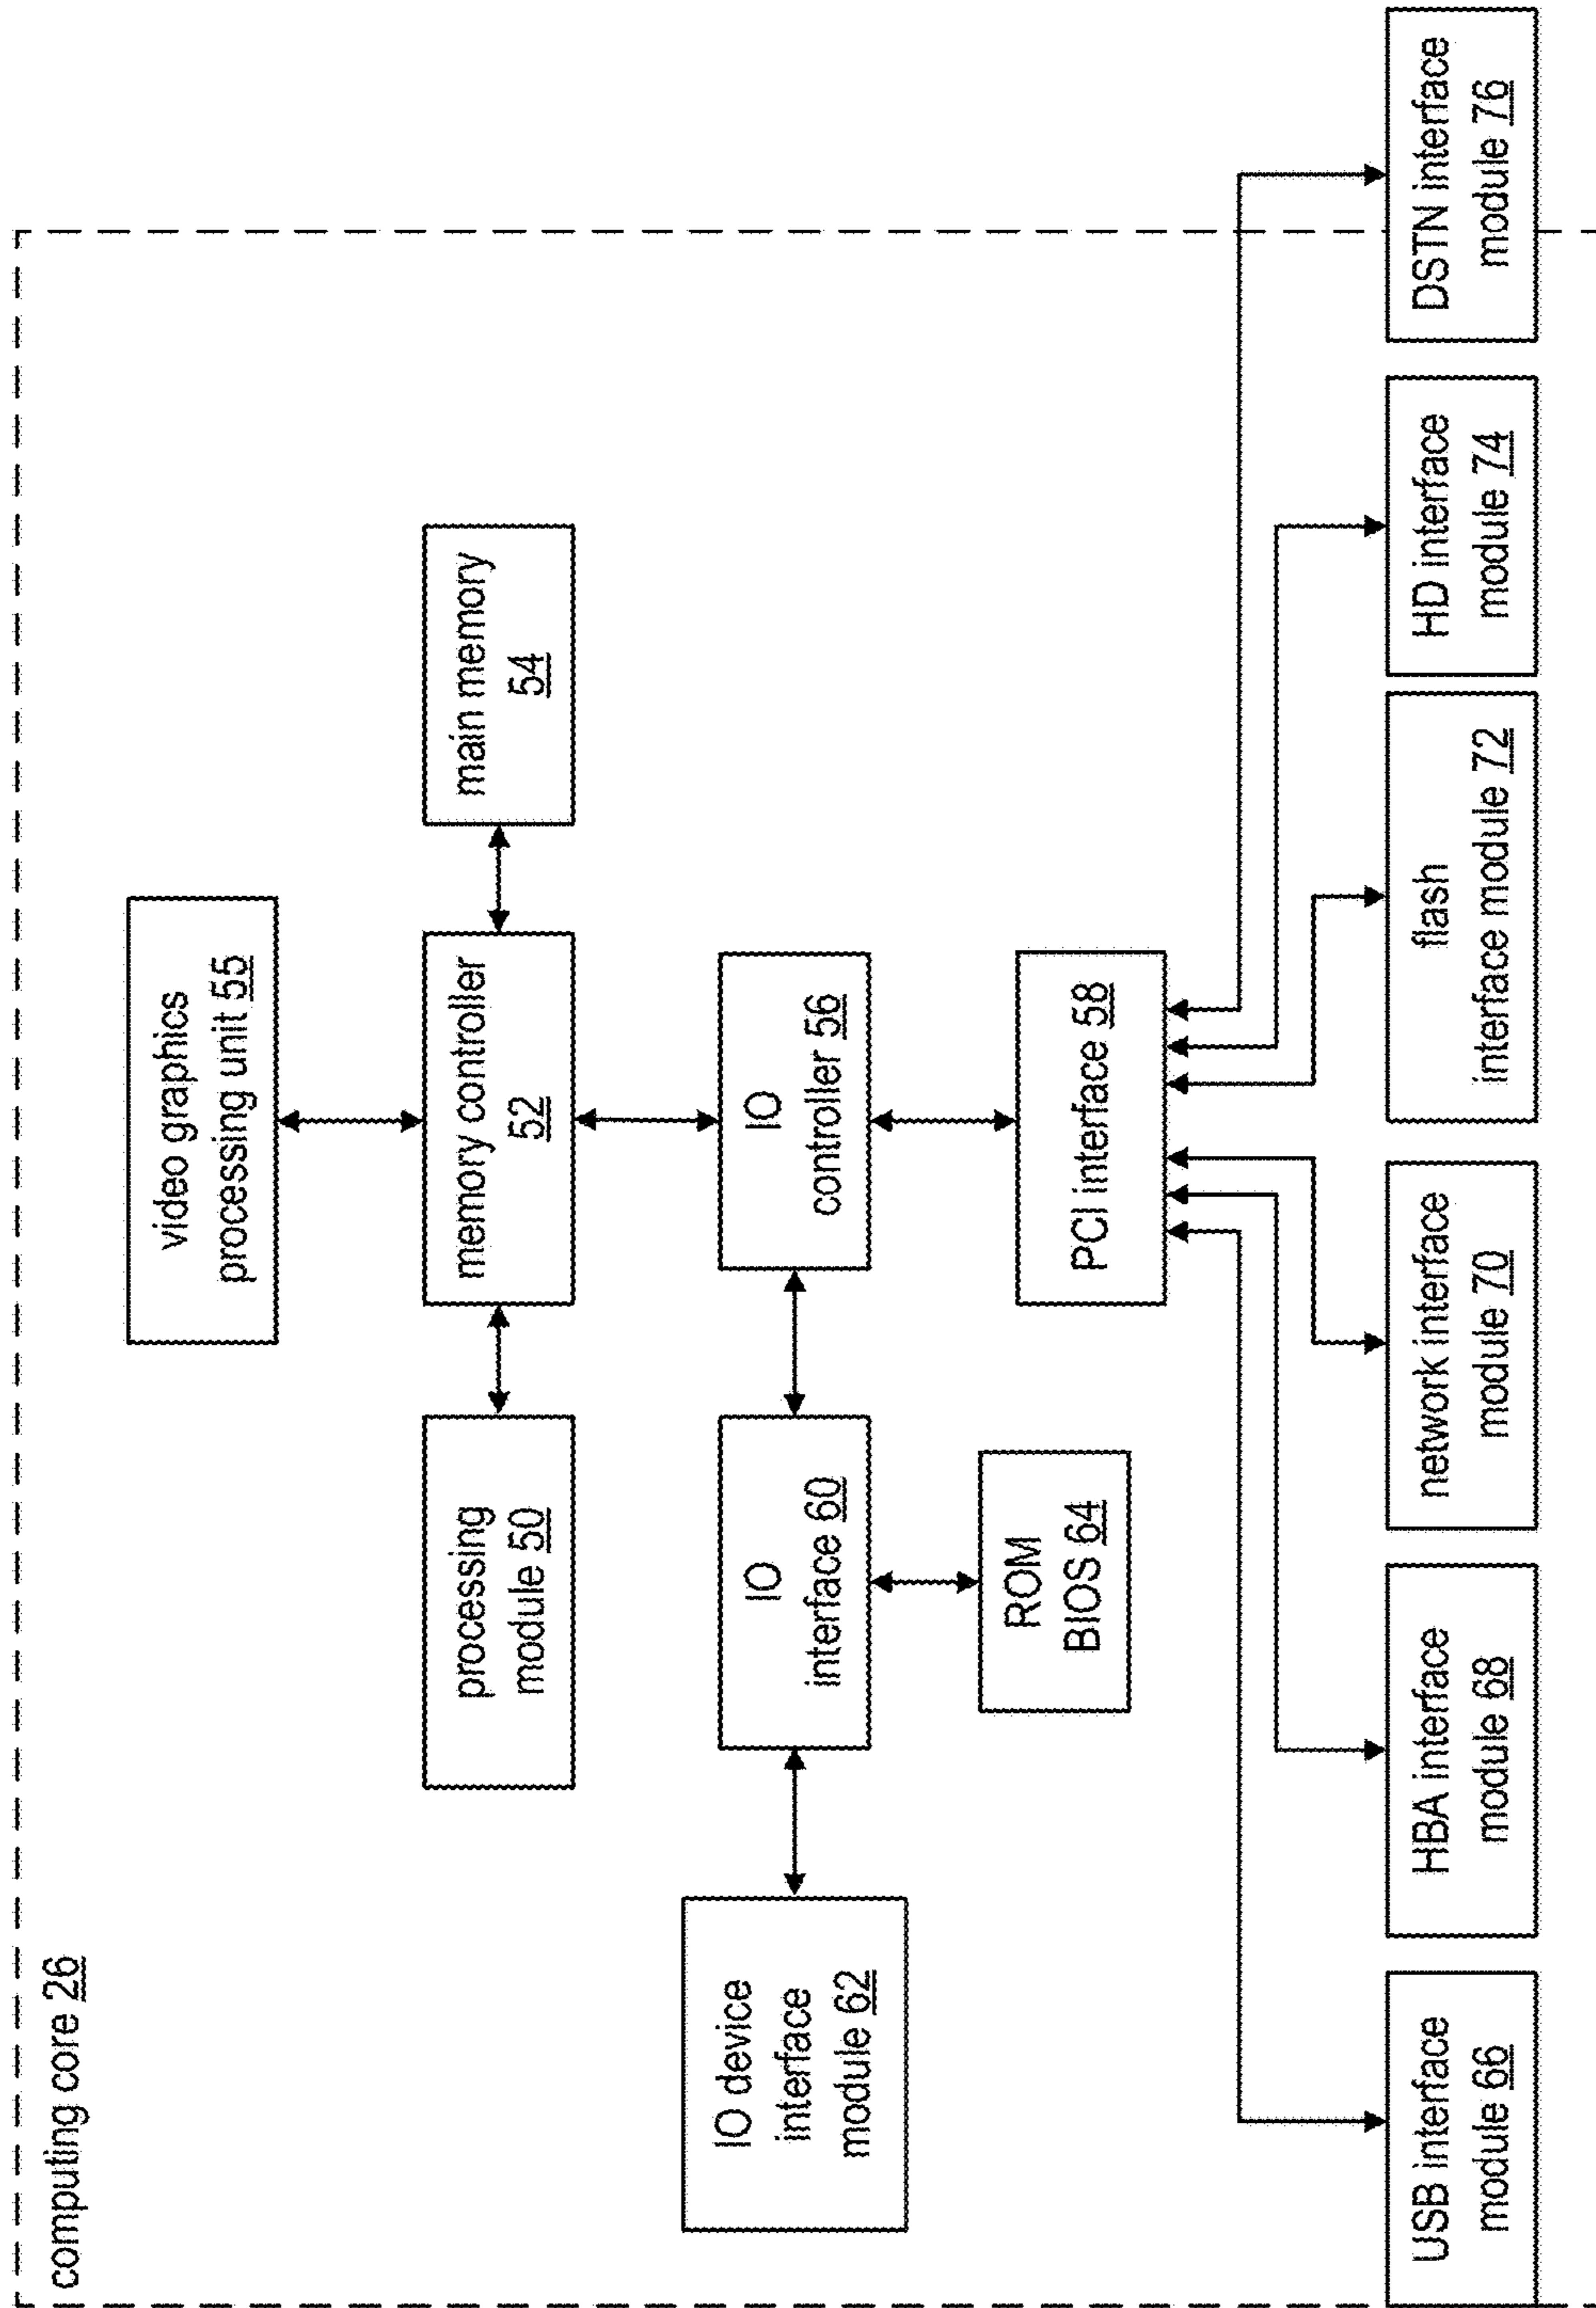 computing core 26
video graphics
processing unit 55
processing
module 50
memory controller
52
main memory
54
IO device
interface
module 62
IO
interface 60
IO
controller 56
ROM
BIOS 64
PCI interface 58
USB interface
module 66
HBA interface
module 68
network interface
module 70
flash
interface module 72
HD interface
module 74
DSTN interface
module 76